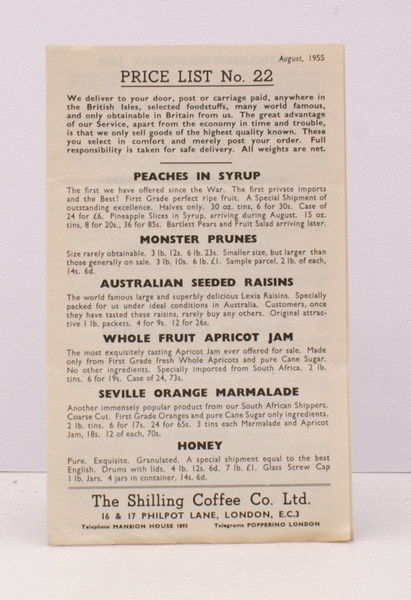 August, 1955
PRICE LIST No. 22
We deliver to your door, post or carriage paid, anywhere in
the British Isles, selected foodstuffs, many world famous,
and only obtainable in Britain from us. The great advantage
of our Service, apart from the economy in time and trouble,
is that we only sell goods of the highest quality known. These
you select in comfort and merely post your order. Full
responsibility is taken for safe delivery. All weights are net.
PEACHES IN SYRUP
The first we have offered since the War. The first private imports
and the Best! First Grade perfect ripe fruit. A Special Shipment of
outstanding excellence. Halves only. 30 oz. tins, 6 for 30s. Case of
24 for £6. Pineapple Slices in Syrup, arriving during August. 15 oz.
tins, 8 for 20s., 36 for 85s. Bartlett Pears and Fruit Salad arriving later.
MONSTER PRUNES
Size rarely obtainable. 3 lb. 12s. 6 lb. 23s. Smaller size, but larger than
those generally on sale. 3 lb. 10s. 6 lb. £1. Sample parcel, 2 lb. of each,
14s. 6d.
AUSTRALIAN SEEDED RAISINS
The world famous large and superbly delicious Lexia Raisins. Specially
packed for us under ideal conditions in Australia. Customers, once
they have tasted these raisins, rarely buy any others. Original attrac-
tive 1 lb. packets. 4 for 9s. 12 for 26s.
WHOLE FRUIT APRICOT JAM
The most exquisitely tasting Apricot Jam ever offered for sale. Made
only from First Grade fresh Whole Apricots and pure Cane Sugar.
No other ingredients. Specially imported from South Africa. 2 lb.
tins. 6 for 19s. Case of 24, 73s.
SEVILLE ORANGE MARMALADE
Another immensely popular product from our South African Shippers.
Coarse Cut. First Grade Oranges and pure Cane Sugar only ingredients.
2 lb. tins. 6 for 17s. 24 for 65s. 3 tins each Marmalade and Apricot
Jam, 18s. 12 of each, 70s.
HONEY
Pure, Exquisite. Granulated. A special shipment equal to the best
English. Drums with lids. 4 lb. 12s. 6d. 7 lb. £1. Glass Screw Cap
1 lb. Jars. 4 jars in container, 14s. 6d.
The Shilling Coffee Co. Ltd.
16 & 17 PHILPOT LANE, LONDON, E.C.3
Telephone MANSION HOUSE 1895 Telegrams POPPERINO LONDON